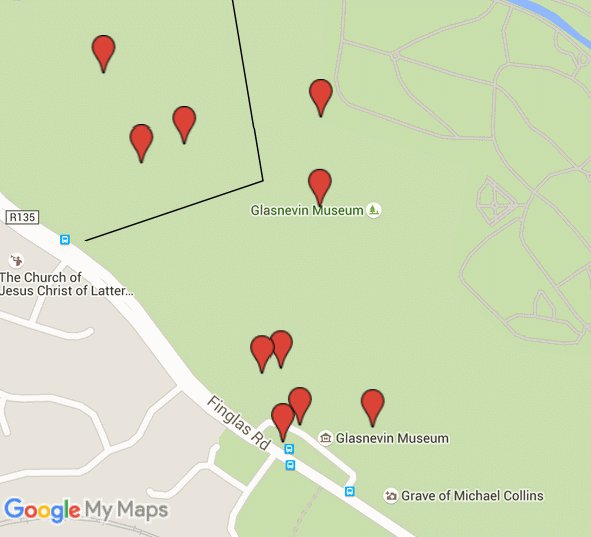 Glasnevin Museum
R135
The Church of
Jesus Christ of Latter...
Finglas Rd
Glasnevin Museum
Grave of Michael Collins
Google My Maps